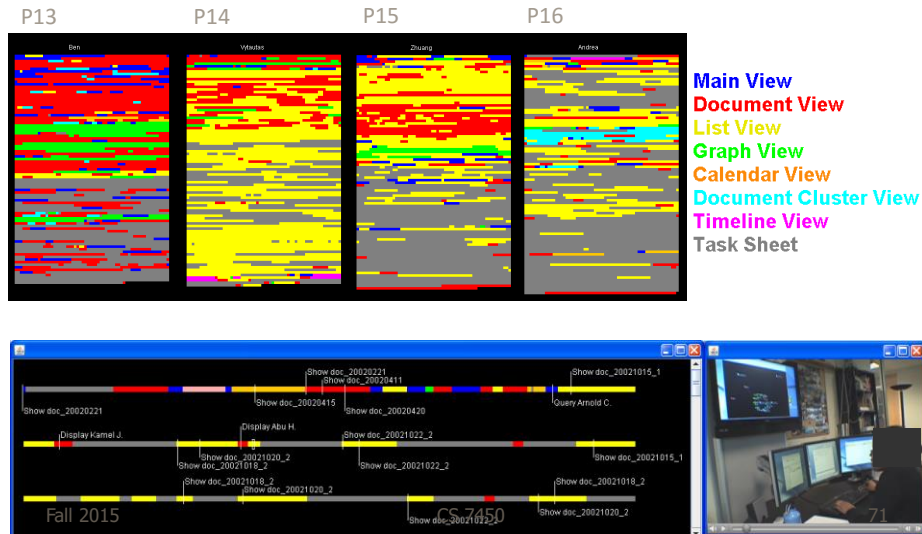 P13
P14
P15
P16
Ben
Vytautas
Zhuang
Andrea
Main View
Document View
List View
Graph View
Calendar View
Document Cluster View
Timeline View
Task Sheet
Show doc_20021015_1
Show doc_20020221
Show doc_20020411
Show doc_20020415
Query Arnold C.
Show doc_20020221
Show doc_20020420
Display Abu H.
Display Kamel J.
Show doc_20021022_2
Show doc_20021020_2
Show doc_20021015_1
Show doc_20021018_2
Show doc_20021022_2
Show doc_20021018_2
Show doc_20021018_2
Show doc_20021020_2
Show doc_20021020_2
Show doc_20021022_2
Fall 2015
CS 7450
71